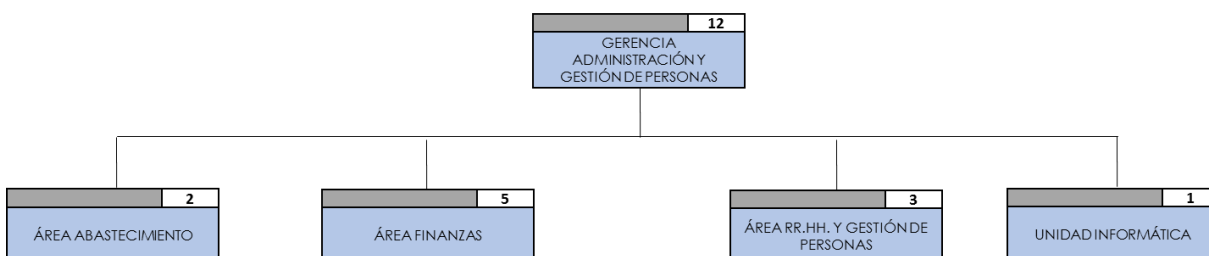 12
GERENCIA
ADMINISTRACIÓN Y
GESTIÓN DE PERSONAS
2
ÁREA ABASTECIMIENTO
5
ÁREA FINANZAS
3
ÁREA RR.HH. Y GESTIÓN DE
PERSONAS
1
UNIDAD INFORMÁTICA